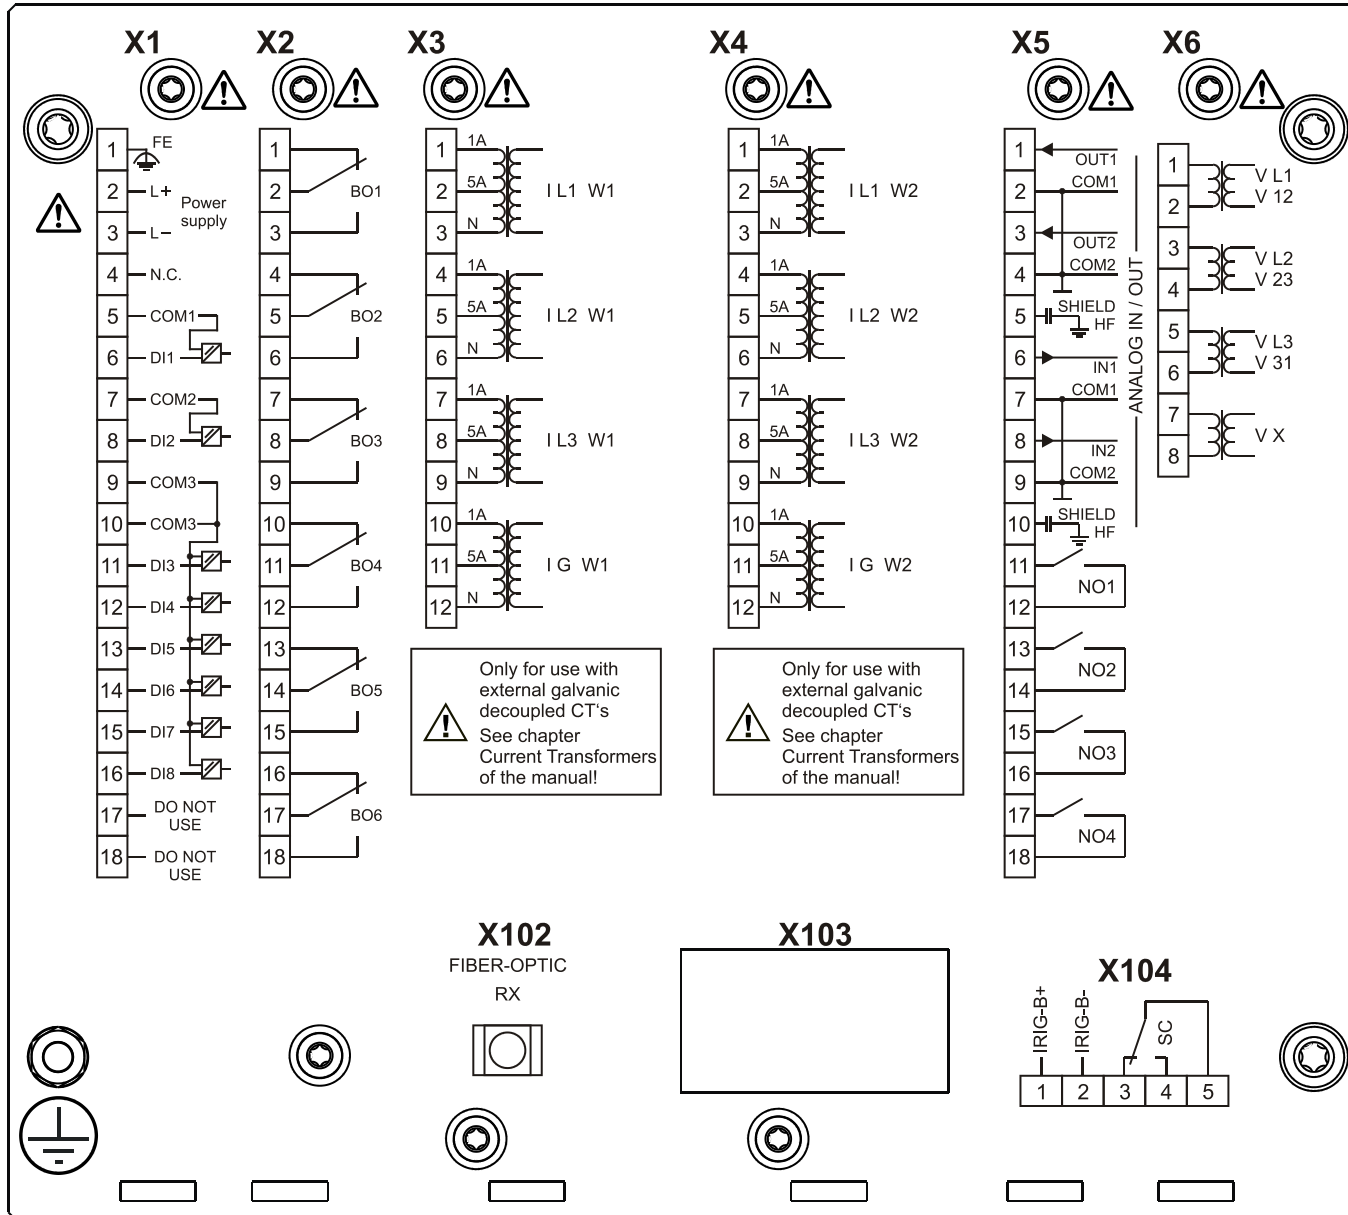 X1
X2
X3
X4
X5
X6
1
FE
2
L+
Power
supply
3
L–
4
N.C.
5
COM1
6
DI1
7
COM2
8
DI2
9
COM3
10
COM3
11
DI3
12
DI4
13
DI5
14
DI6
15
DI7
16
DI8
17
DO NOT
USE
18
DO NOT
USE
1
2
BO1
3
4
5
BO2
6
7
8
BO3
9
10
11
BO4
12
13
14
BO5
15
16
17
BO6
18
1
1A
2
5A
I L1 W1
3
N
4
1A
5
5A
I L2 W1
6
N
7
1A
8
5A
I L3 W1
9
N
10
1A
11
5A
I G W1
12
N
Only for use with
external galvanic
decoupled CT's
See chapter
Current Transformers
of the manual!
1
1A
2
5A
I L1 W2
3
N
4
1A
5
5A
I L2 W2
6
N
7
1A
8
5A
I L3 W2
9
N
10
1A
11
5A
I G W2
12
N
Only for use with
external galvanic
decoupled CT's
See chapter
Current Transformers
of the manual!
1
OUT1
2
COM1
3
OUT2
4
COM2
5
SHIELD
HF
6
IN1
7
COM1
8
IN2
9
COM2
10
SHIELD
HF
ANALOG IN / OUT
11
NO1
12
13
NO2
14
15
NO3
16
17
NO4
18
1
V L1
2
V 12
3
V L2
4
V 23
5
V L3
6
V 31
7
V X
8
X102
FIBER-OPTIC
RX
X103
X104
IRIG-B+
IRIG-B-
SC
1 2 3 4 5